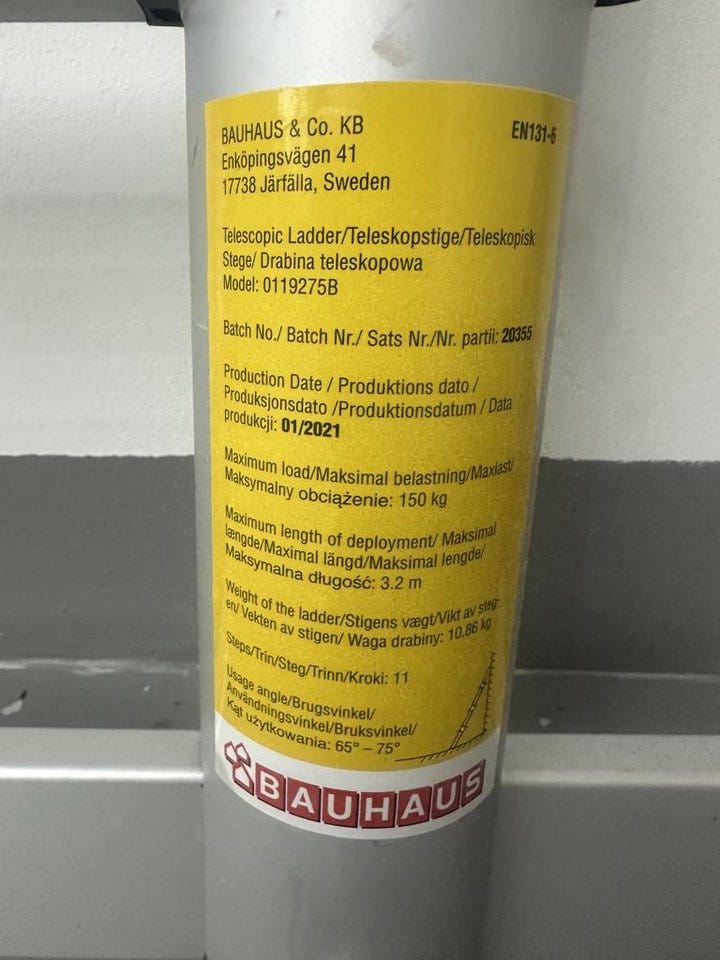 BAUHAUS & Co. KB
EN131-6
Enköpingsvägen 41
17738 Järfälla, Sweden
Telescopic Ladder/Teleskopstige/Teleskopisk
Stege/ Drabina teleskopowa
Model: 0119275B
Batch No./ Batch Nr./ Sats Nr./Nr. partii: 20355
Production Date / Produktions dato /
Produksjonsdato /Produktionsdatum / Data
produkcji: 01/2021
Maximum load/Maksimal belastning/Maxlast/
Maksymalny obciążenie: 150 kg
Maximum length of deployment/ Maksimal
længde/Maximal längd/Maksimal lengde/
Maksymalna długość: 3.2 m
Weight of the ladder/Stigens vægt/Vikt av steg-
en/ Vekten av stigen/ Waga drabiny: 10.86 kg
Steps/Trin/Steg/Trinn/Kroki: 11
Usage angle/Brugsvinkel/
Användningsvinkel/Bruksvinkel/
Kąt użytkowania: 65° – 75°
BAUHAUS